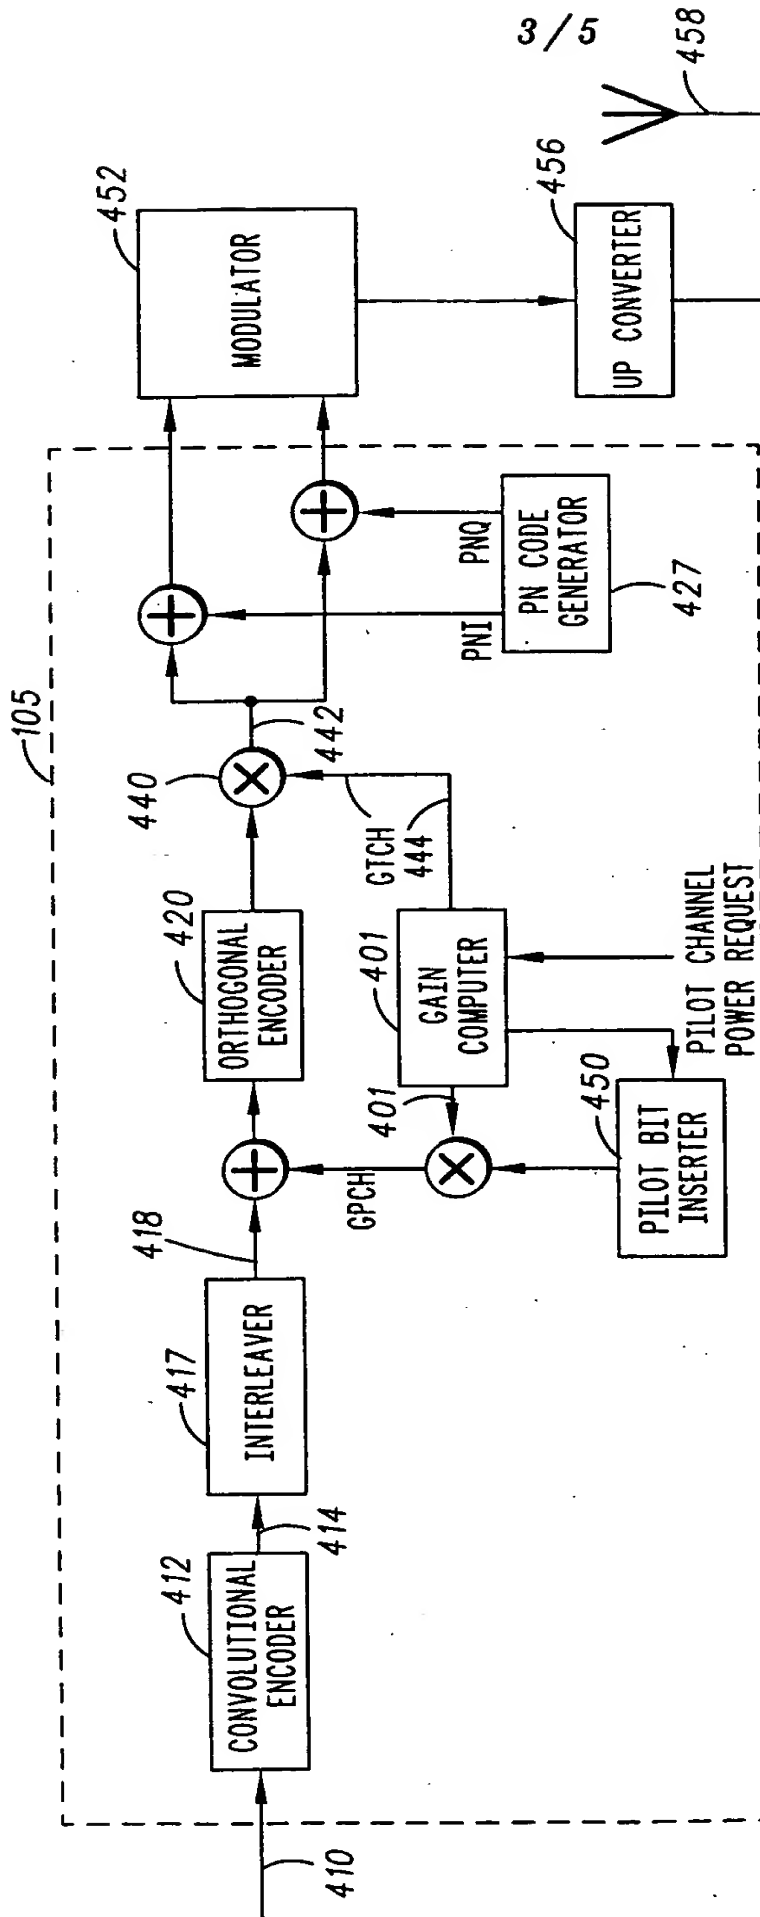 3/5
458
452
MODULATOR
456
UP CONVERTER
105
PNQ
PNI
PN CODE
GENERATOR
427
440
442
GTCH
444
420
ORTHOGONAL
ENCODER
401
GAIN
COMPUTER
401
PILOT CHANNEL
POWER REQUEST
GPCH
450
PILOT BIT
INSERTER
418
417
INTERLEAVER
414
412
CONVOLUTIONAL
ENCODER
410